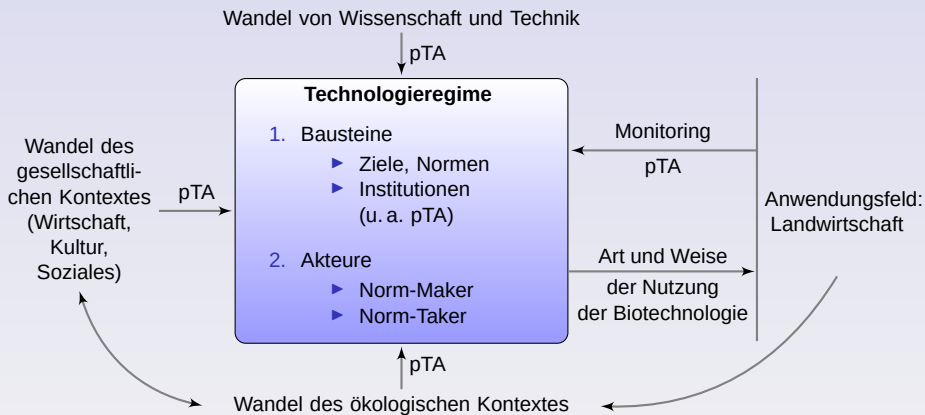 Wandel von Wissenschaft und Technik
pTA
Technologieregime
1. Bausteine
Ziele, Normen
Institutionen
(u. a. pTA)
2. Akteure
Norm-Maker
Norm-Taker
Wandel des
gesellschaftli-
chen Kontextes
(Wirtschaft,
Kultur,
Soziales)
pTA
Monitoring
pTA
Art und Weise
der Nutzung
der Biotechnologie
Anwendungsfeld:
Landwirtschaft
pTA
Wandel des ökologischen Kontextes